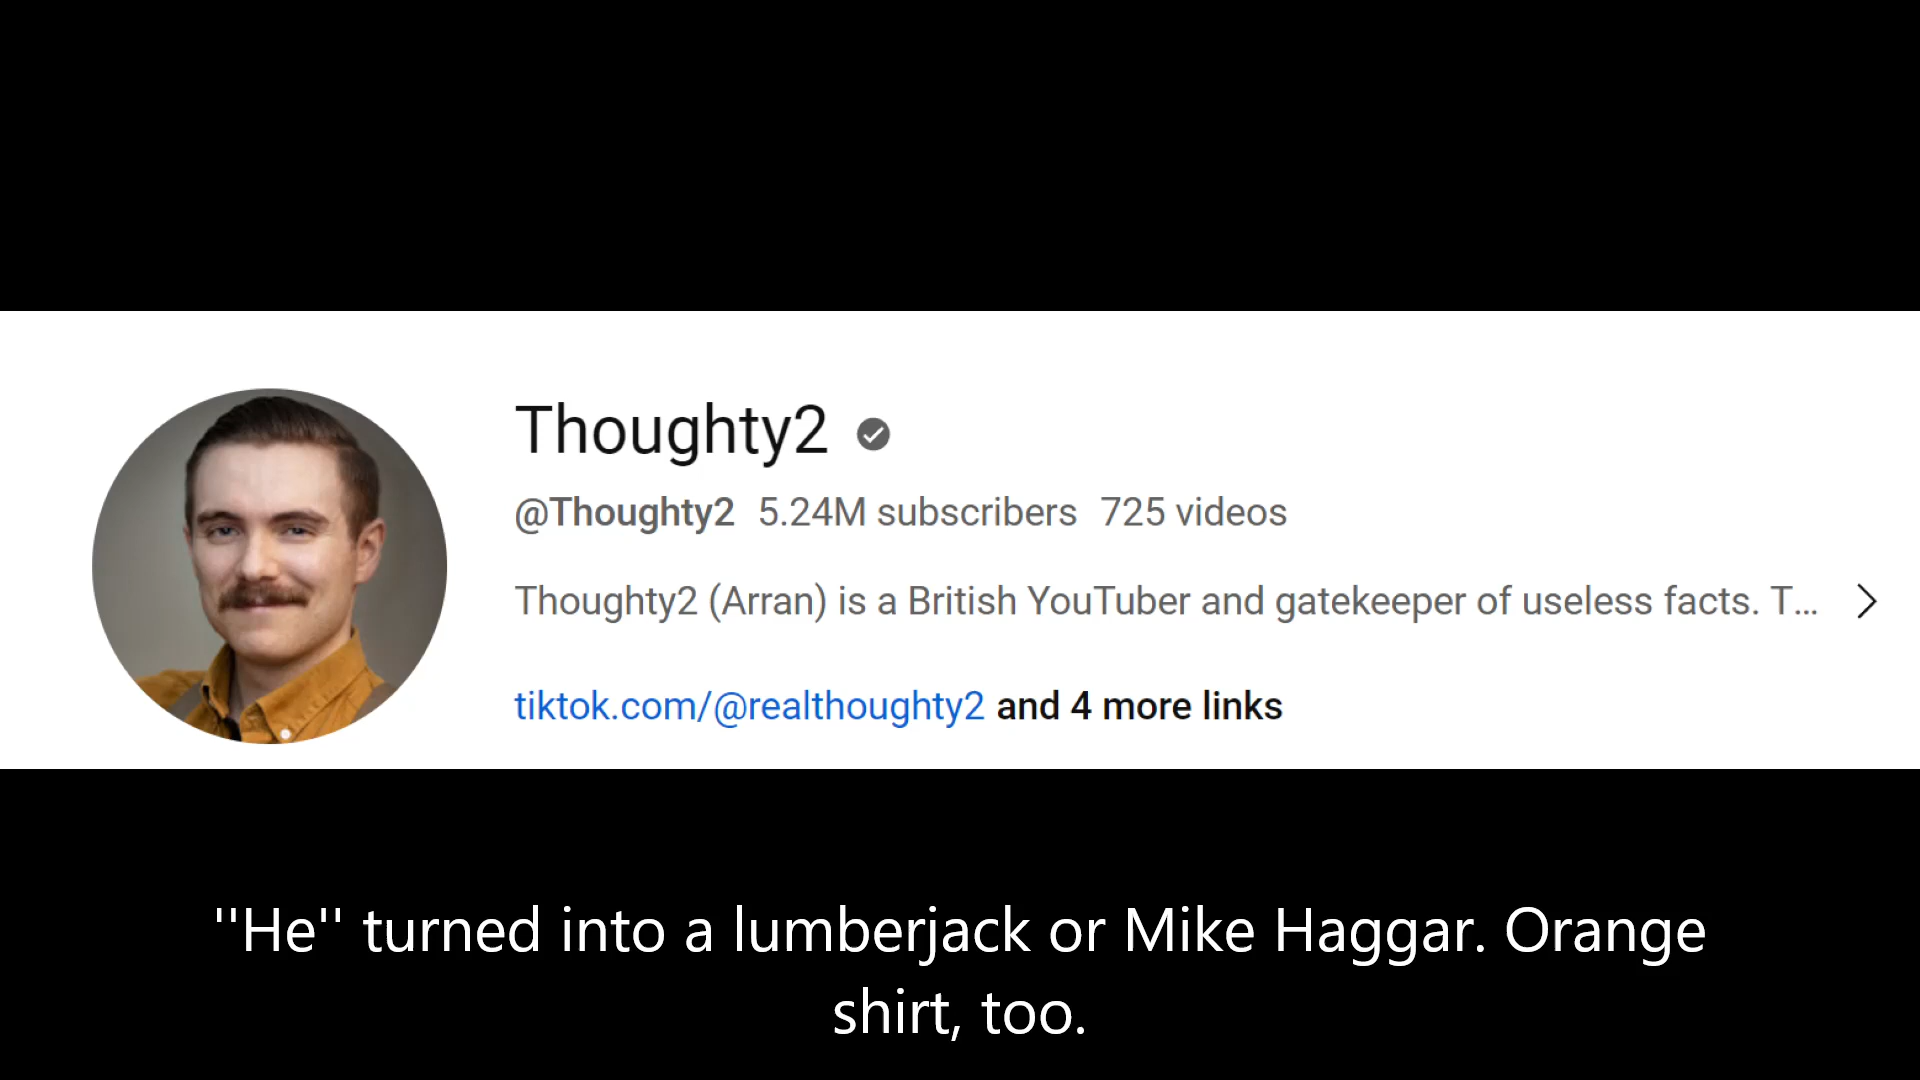 Thoughty2
@Thoughty2 5.24M subscribers 725 videos
Thoughty2 (Arran) is a British YouTuber and gatekeeper of useless facts. T...
tiktok.com/@realthoughty2 and 4 more links
''He'' turned into a lumberjack or Mike Haggar. Orange
shirt, too.